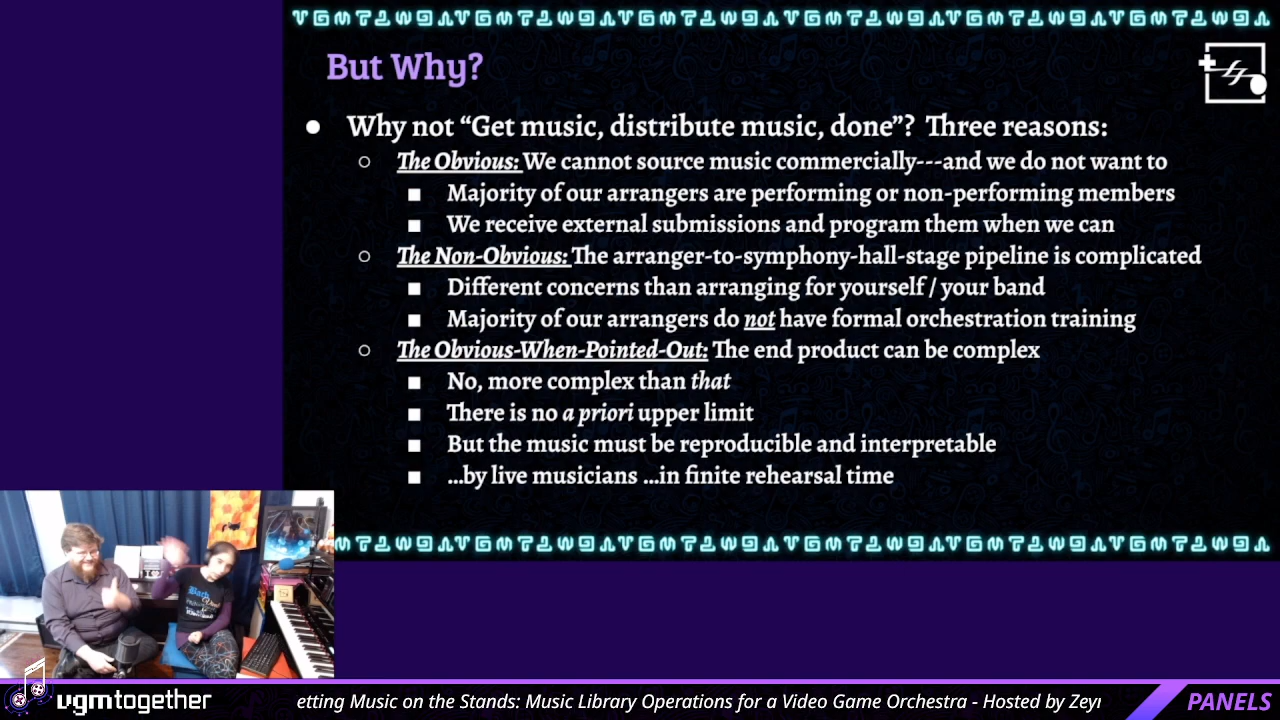 But Why?
Why not “Get music, distribute music, done”? Three reasons:
The Obvious: We cannot source music commercially---and we do not want to
Majority of our arrangers are performing or non-performing members
We receive external submissions and program them when we can
The Non-Obvious: The arranger-to-symphony-hall-stage pipeline is complicated
Different concerns than arranging for yourself / your band
Majority of our arrangers do not have formal orchestration training
The Obvious-When-Pointed-Out: The end product can be complex
No, more complex than that
There is no a priori upper limit
But the music must be reproducible and interpretable
...by live musicians ...in finite rehearsal time
Bach
vgmtogether
etting Music on the Stands: Music Library Operations for a Video Game Orchestra - Hosted by Zeyı
PANELS